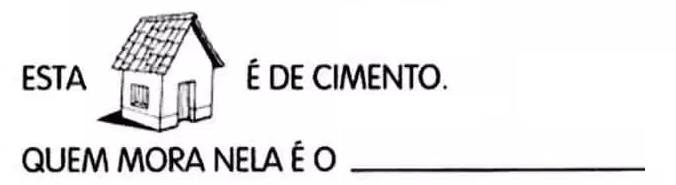 ESTA É DE CIMENTO.
QUEM MORA NELA É O